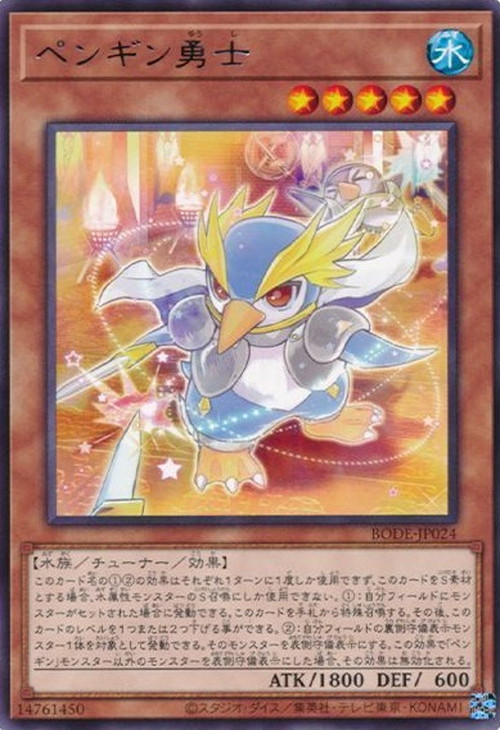 ペンギン勇士
水
BODE-JP024
【水族／チューナー／効果】
このカード名の①②の効果はそれぞれ1ターンに1度しか使用できず、このカードをS素材
とする場合、水属性モンスターのS召喚にしか使用できない。①：自分フィールドにモン
スターがセットされた場合に発動できる。このカードを手札から特殊召喚する。その後、この
カードのレベルを1つまたは2つ下げる事ができる。②：自分フィールドの裏側守備表示モン
スター1体を対象として発動できる。そのモンスターを表側守備表示にする。この効果で「ペン
ギン」モンスター以外のモンスターを表側守備表示にした場合、その効果は無効化される。
ATK/1800 DEF/ 600
14761450 ©スタジオ・ダイス／集英社・テレビ東京・KONAMI